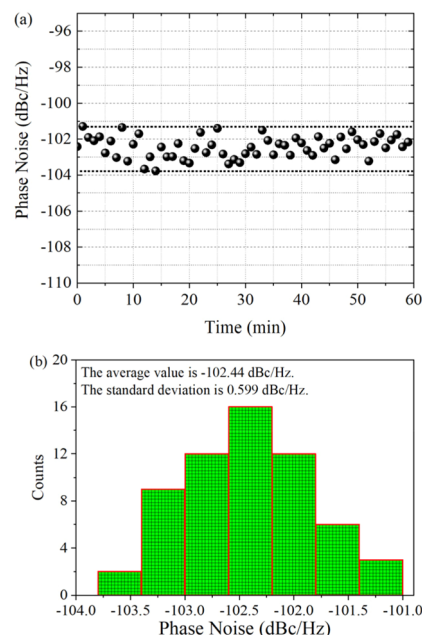 (a)
-96
-98
-100
-102
-104
-106
-108
-110
Phase Noise (dBc/Hz)
0 10 20 30 40 50 60
Time (min)
(b)
20
16
12
8
4
0
Counts
The average value is -102.44 dBc/Hz.
The standard deviation is 0.599 dBc/Hz.
-104.0 -103.5 -103.0 -102.5 -102.0 -101.5 -101.0
Phase Noise (dBc/Hz)